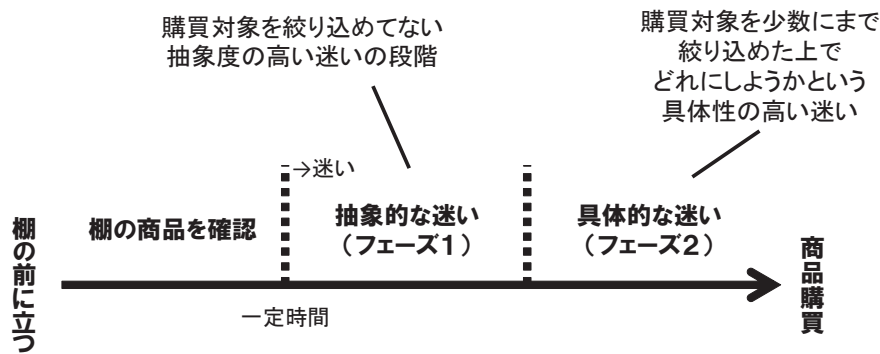 購買対象を絞り込めてない
抽象度の高い迷いの段階
購買対象を少数にまで
絞り込めた上で
どれにしようかという
具体性の高い迷い
→迷い
棚の前に立つ
棚の商品を確認
抽象的な迷い
（フェーズ1）
具体的な迷い
（フェーズ2）
商品購買
一定時間